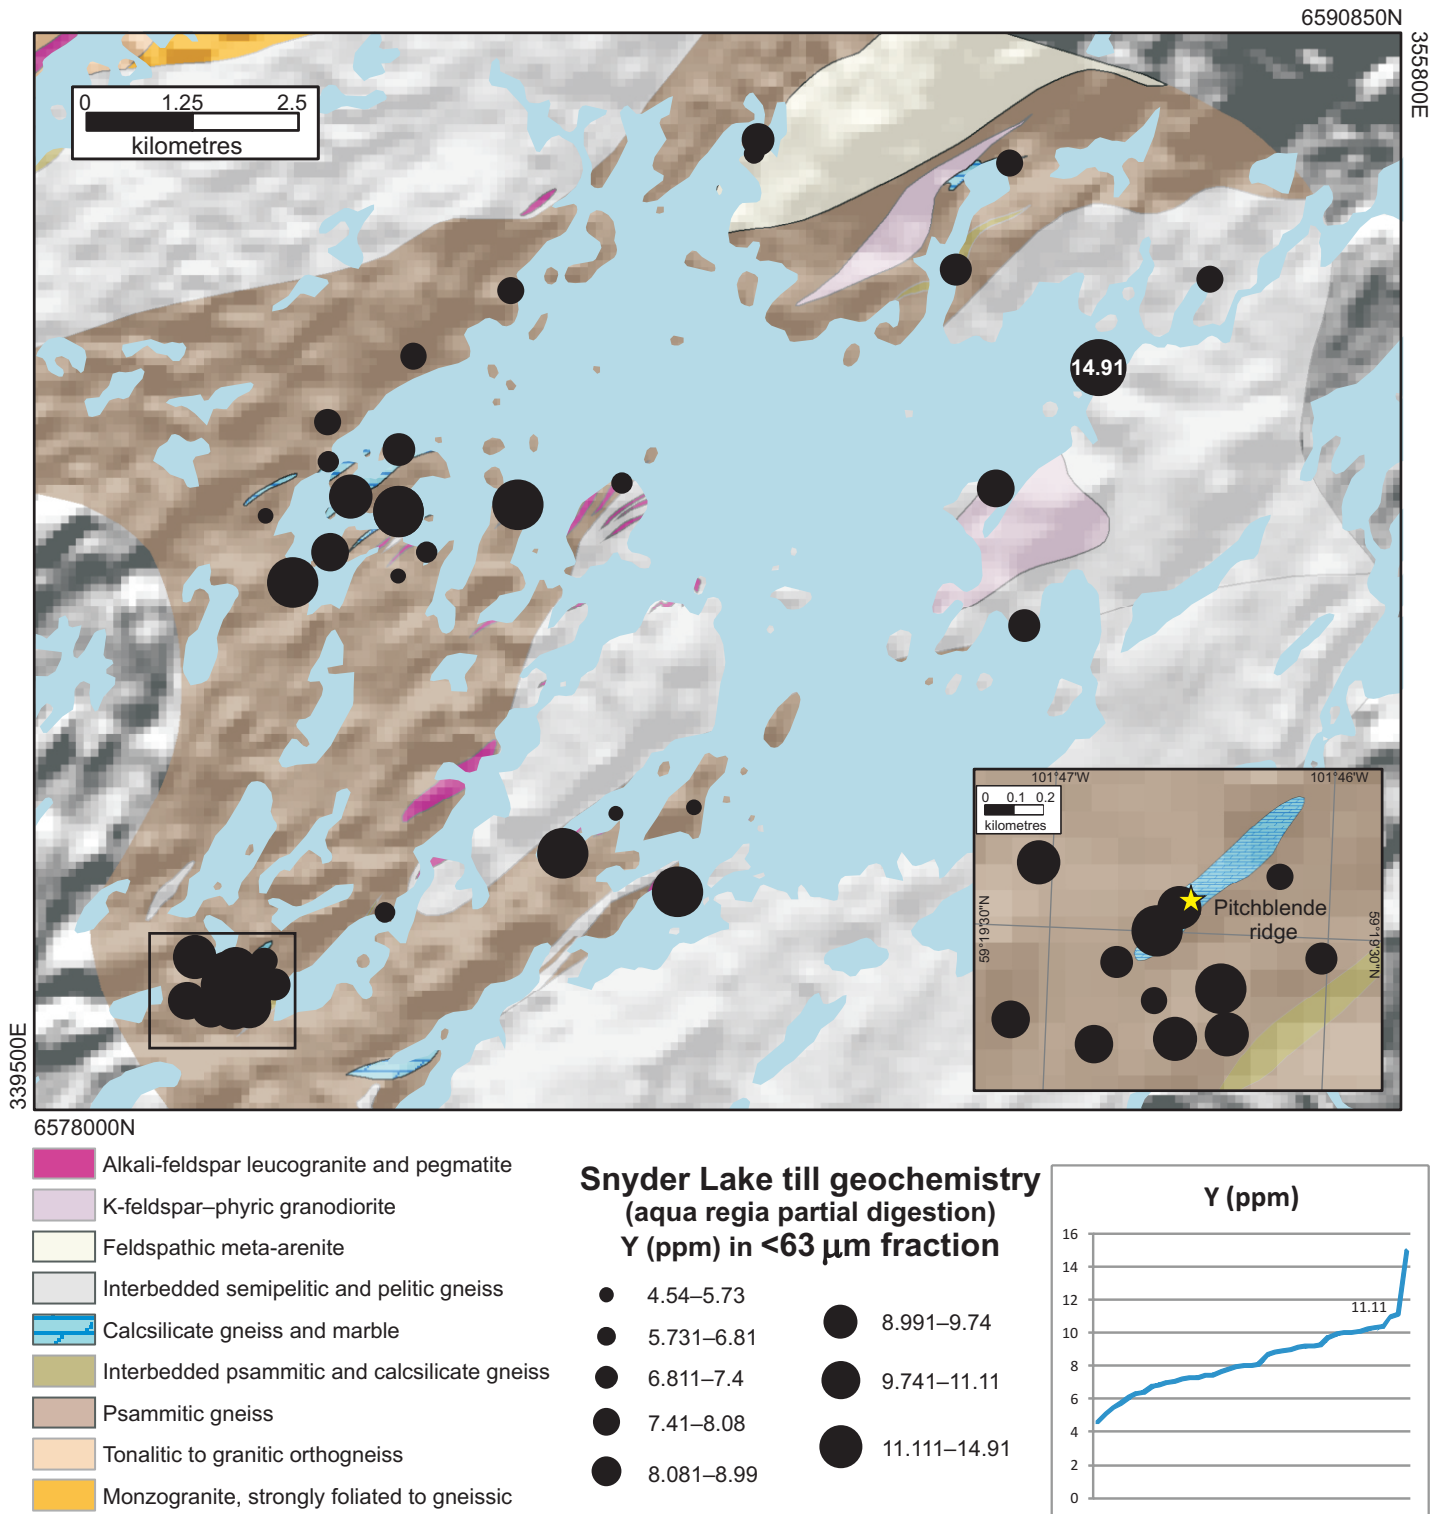 6590850N
355800E
0 1.25 2.5
kilometres
14.91
101°47'W 101°46'W
0 0.1 0.2
kilometres
59°19'30"N
Pitchblende
ridge
59°19'30"N
339500E
6578000N
Alkali-feldspar leucogranite and pegmatite
K-feldspar–phyric granodiorite
Feldspathic meta-arenite
Interbedded semipelitic and pelitic gneiss
Calcsilicate gneiss and marble
Interbedded psammitic and calcsilicate gneiss
Psammitic gneiss
Tonalitic to granitic orthogneiss
Monzogranite, strongly foliated to gneissic
Snyder Lake till geochemistry
(aqua regia partial digestion)
Y (ppm) in <63 µm fraction
4.54–5.73
5.731–6.81
6.811–7.4
7.41–8.08
8.081–8.99
8.991–9.74
9.741–11.11
11.111–14.91
Y (ppm)
16
14
12
11.11
10
8
6
4
2
0